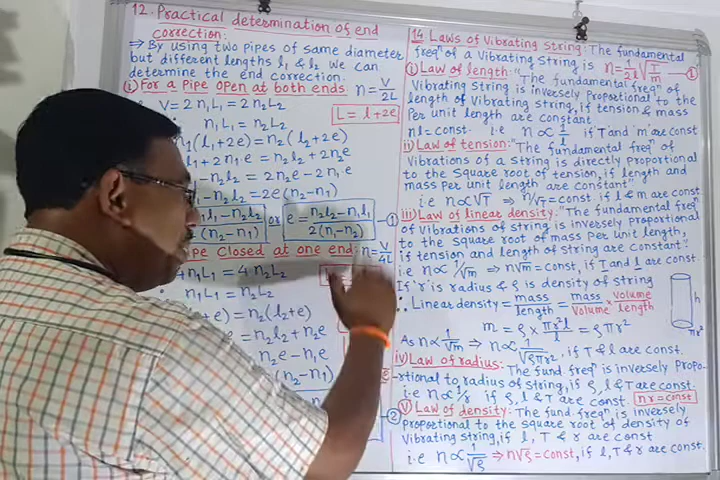 12. Practical determination of end
correction:
⇒ By using two pipes of same diameter
but different lengths l₁ & l₂ we can
determine the end correction.
(i) For a pipe open at both ends n = V/2L
V = 2n₁L₁ = 2n₂L₂
L = l + 2e
n₁L₁ = n₂L₂
n₁(l₁ + 2e) = n₂(l₂ + 2e)
l₁ + 2n₁e = n₂l₂ + 2n₂e
- n₂l₂ = 2n₂e - 2n₁e
- n₂l₂ = 2e(n₂ - n₁)
n₁l₁ - n₂l₂ / 2(n₂ - n₁) or e = n₂l₂ - n₁l₁ / 2(n₁ - n₂) — ①
pe closed at one end: n = V/4L
4n₁L₁ = 4n₂L₂
n₁L₁ = n₂L₂
+ e) = n₂(l₂ + e)
= n₂l₂ + n₂e
= n₂e - n₁e
(n₂ - n₁)
②
14 Laws of Vibrating String: The fundamental
freqⁿ of a Vibrating String is n = 1/2l √T/m — ①
(i) Law of length: "The fundamental freqⁿ of
Vibrating string is inversely Proportional to the
length of vibrating string, if tension & mass
Per unit length are constant
nl = const. i.e n ∝ 1/l if 'T' and 'm' are const
ii) Law of tension: "The fundamental freqⁿ of
Vibrations of a string is directly proportional
to the square root of tension, if length and
mass per unit length are constant"
i.e n ∝ √T ⇒ n/√T = const if l & m are const
iii) Law of linear density: "The fundamental freqⁿ
of Vibrations of string is inversely proportional
to the square root of mass per unit length,
if tension and length of string are constant."
i.e n ∝ 1/√m ⇒ n√m = const, if T and l are const
If 'r' is radius & ρ is density of string
∴ Linear density = mass/length = mass/volume × volume/length
h
r
m = ρ × πr²l/l = ρπr²
As n ∝ 1/√m ⇒ n ∝ 1/√ρπr², if T & l are const.
iv) Law of radius: The fund freqⁿ is inversely Propo-
-rtional to radius of string, if ρ, l & T are const.
i.e n ∝ 1/r if ρ, l & T are const. nr = const
(v) Law of density: The fund freqⁿ is inversely
proportional to the square root of density of
vibrating string, if l, T & r are const
i.e n ∝ 1/√ρ ⇒ n√ρ = const, if l, T & r are const.